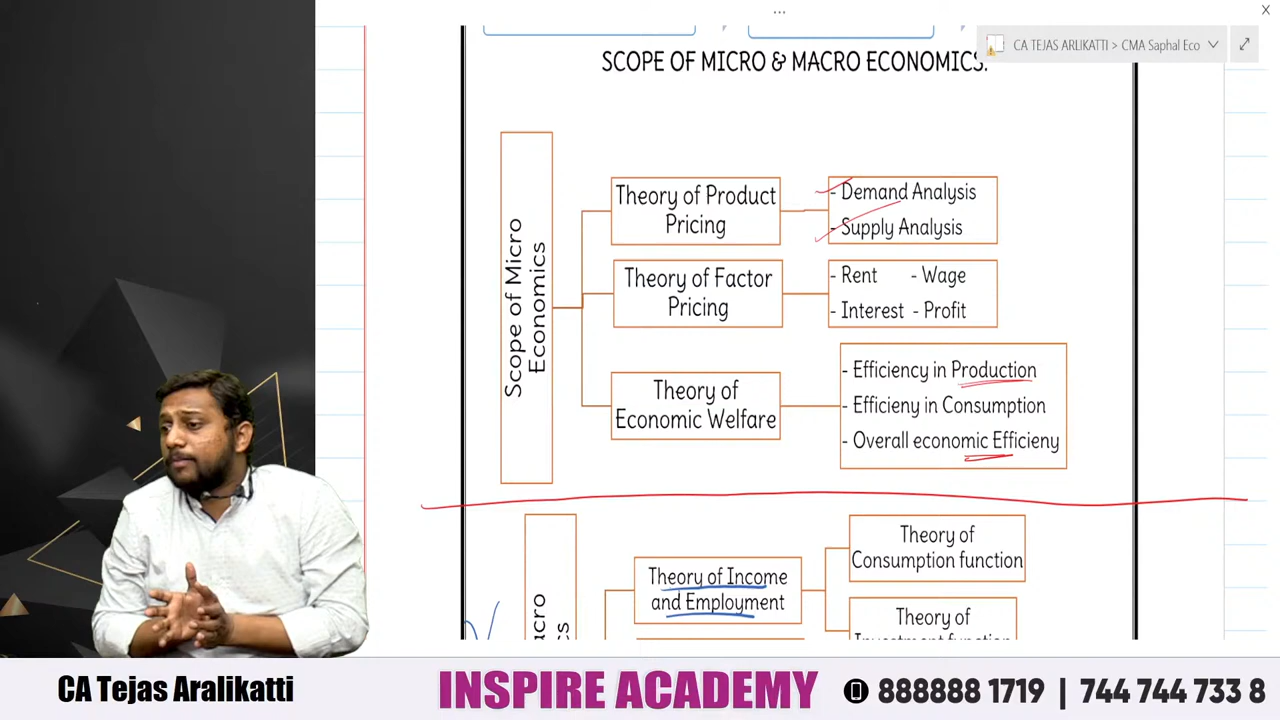 ...
CA TEJAS ARLIKATTI > CMA Saphal Eco
SCOPE OF MICRO & MACRO ECONOMICS.
Scope of Micro
Economics
Theory of Product
Pricing
- Demand Analysis
- Supply Analysis
Theory of Factor
Pricing
- Rent - Wage
- Interest - Profit
Theory of
Economic Welfare
- Efficiency in Production
- Efficieny in Consumption
- Overall economic Efficieny
Theory of Income
and Employment
Theory of
Consumption function
Theory of
Investment function
CA Tejas Aralikatti
INSPIRE ACADEMY
888888 1719 | 744 744 733 8